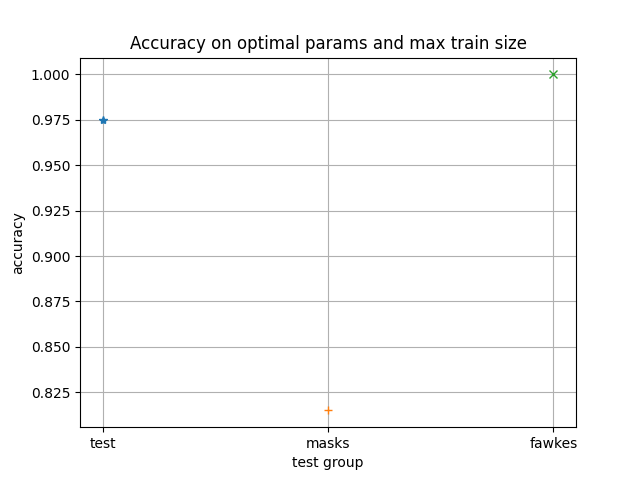 Accuracy on optimal params and max train size
1.000
0.975
0.950
0.925
0.900
0.875
0.850
0.825
accuracy
test
masks
fawkes
test group